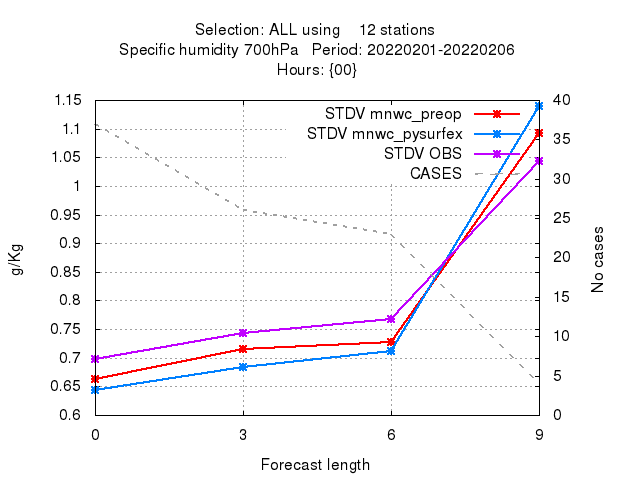 Selection: ALL using    12 stations
Specific humidity 700hPa   Period: 20220201-20220206
Hours: {00}
STDV mnwc_preop
STDV mnwc_pysurfex
STDV OBS
CASES
1.15
1.1
1.05
1
0.95
0.9
0.85
0.8
0.75
0.7
0.65
0.6
40
35
30
25
20
15
10
5
0
g/Kg
No cases
0 3 6 9
Forecast length